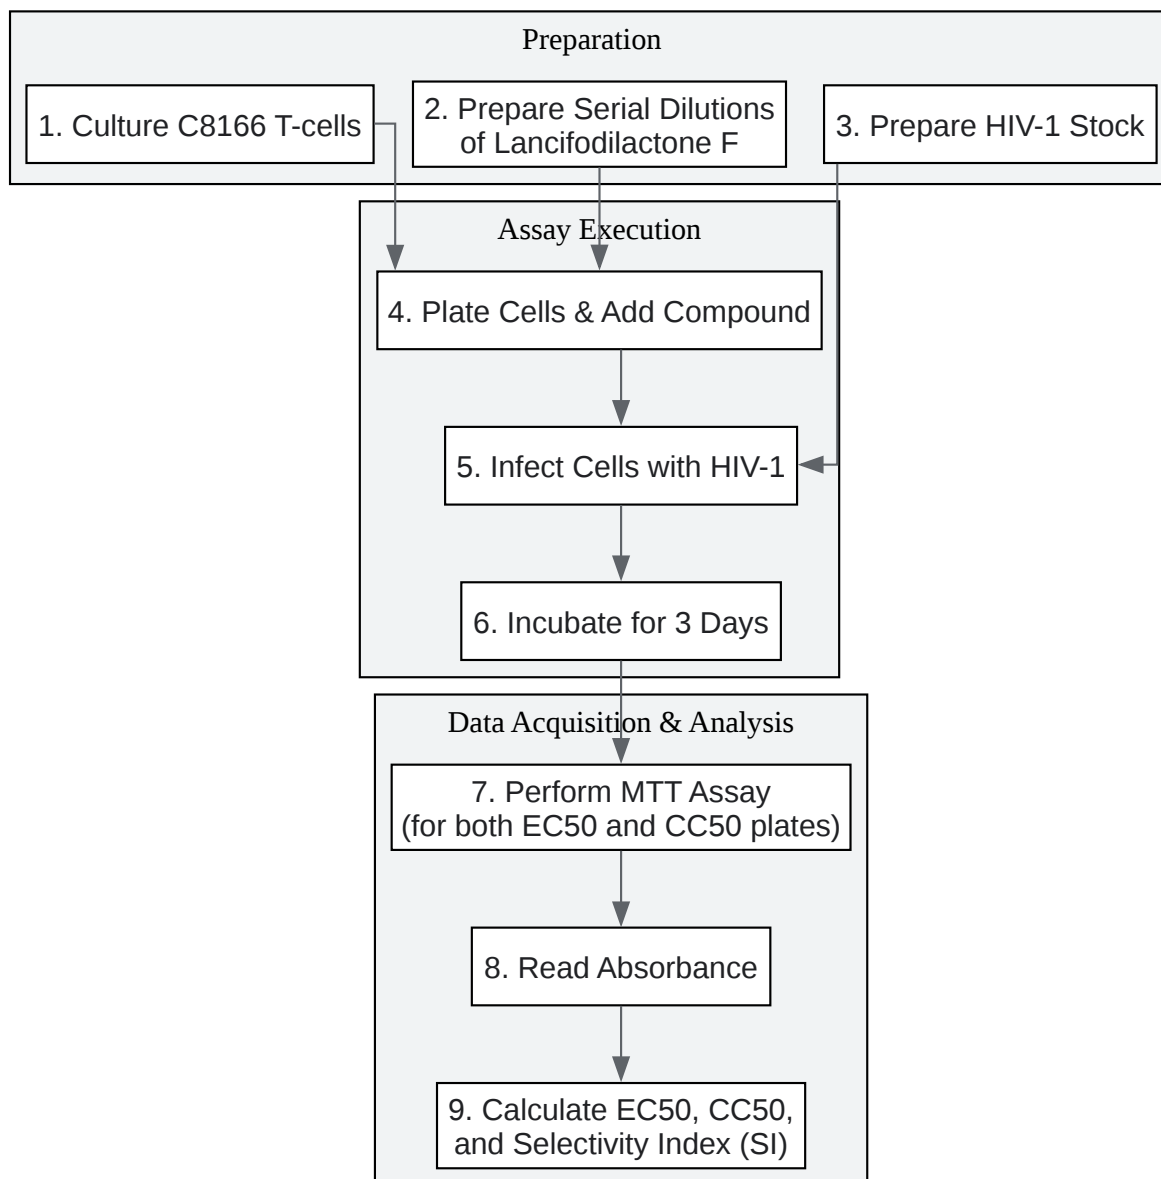 Preparation
1. Culture C8166 T-cells
2. Prepare Serial Dilutions
of Lancifodilactone F
3. Prepare HIV-1 Stock
Assay Execution
4. Plate Cells & Add Compound
5. Infect Cells with HIV-1
6. Incubate for 3 Days
Data Acquisition & Analysis
7. Perform MTT Assay
(for both EC50 and CC50 plates)
8. Read Absorbance
9. Calculate EC50, CC50,
and Selectivity Index (SI)